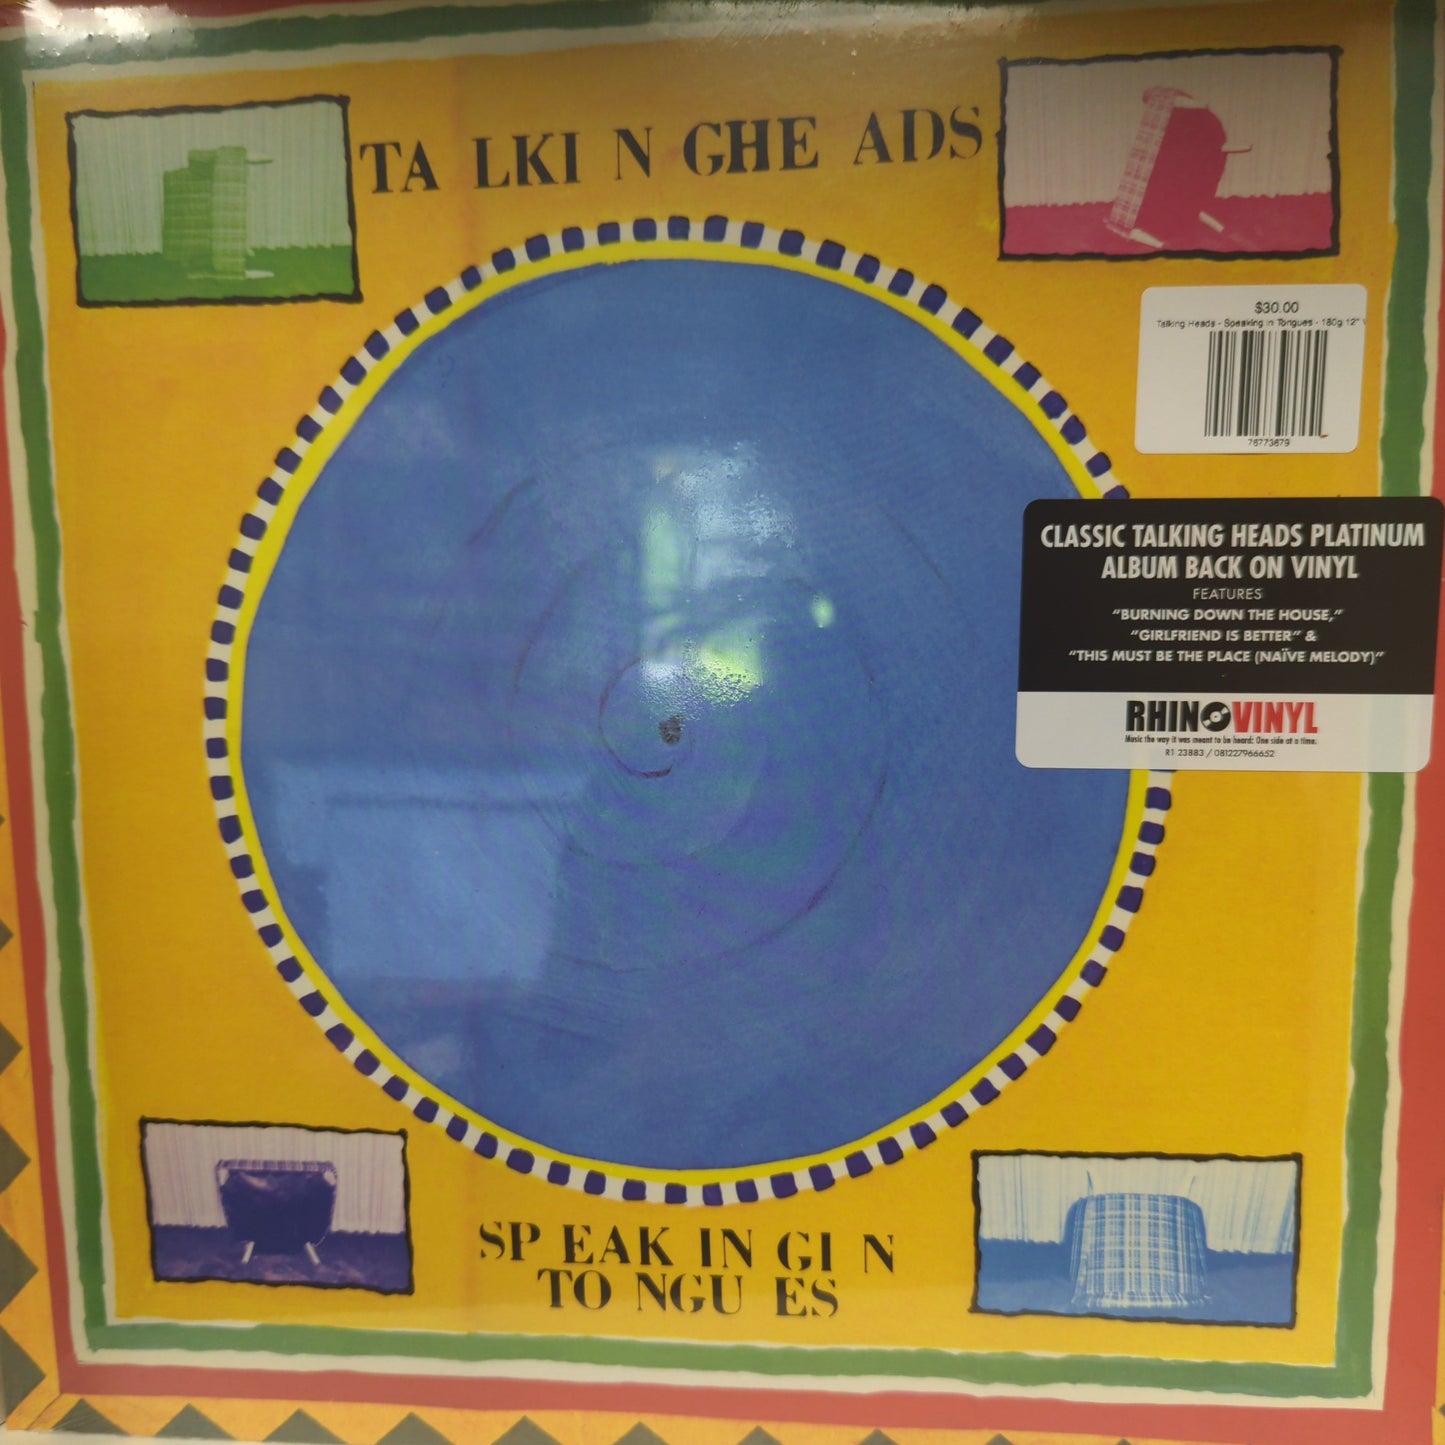 TA LKI N GHE ADS
$30.00
Talking Heads - Speaking in Tongues - 180g 12"
76773679
CLASSIC TALKING HEADS PLATINUM
ALBUM BACK ON VINYL
FEATURES
“BURNING DOWN THE HOUSE,”
“GIRLFRIEND IS BETTER” &
“THIS MUST BE THE PLACE (NAÏVE MELODY)”
RHINOVINYL
Music the way it was meant to be heard: One side at a time.
R1 23883 / 081227966652
SP EAK IN GI N
TO NGU ES